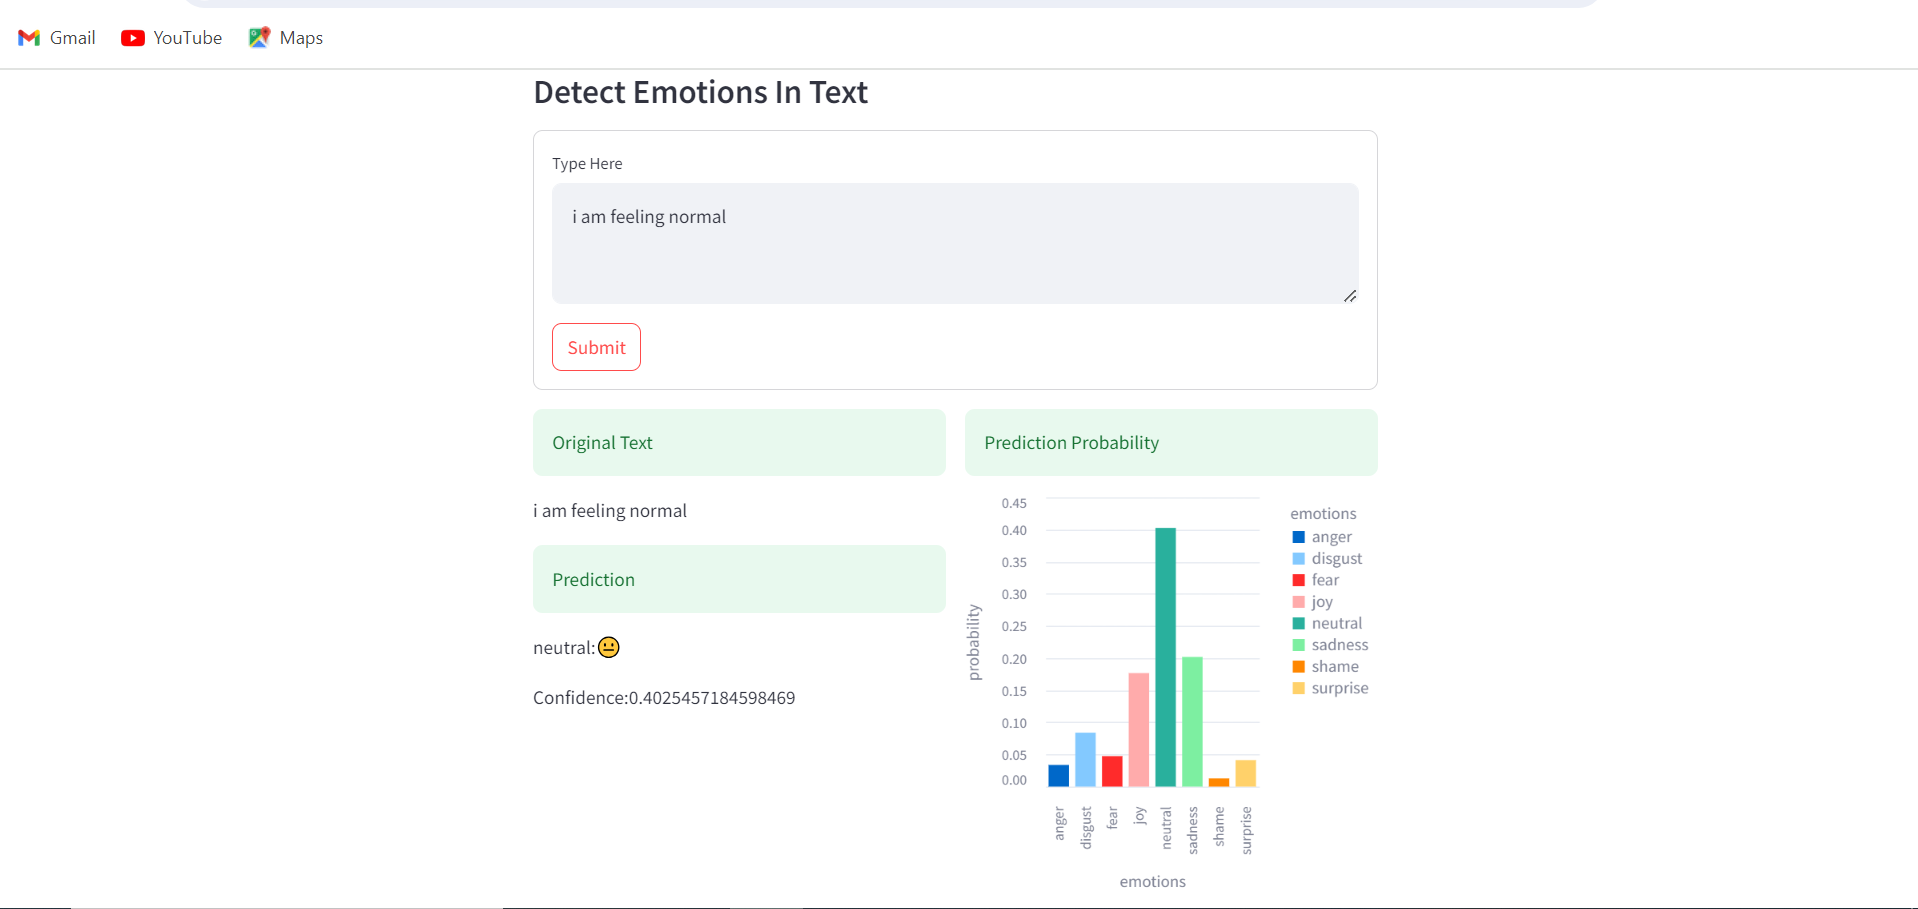 Gmail YouTube Maps
Detect Emotions In Text
Type Here
i am feeling normal
Submit
Original Text
i am feeling normal
Prediction
neutral:😐
Confidence:0.4025457184598469
Prediction Probability
0.45
0.40
0.35
0.30
0.25
0.20
0.15
0.10
0.05
0.00
probability
anger
disgust
fear
joy
neutral
sadness
shame
surprise
emotions
emotions
anger
disgust
fear
joy
neutral
sadness
shame
surprise